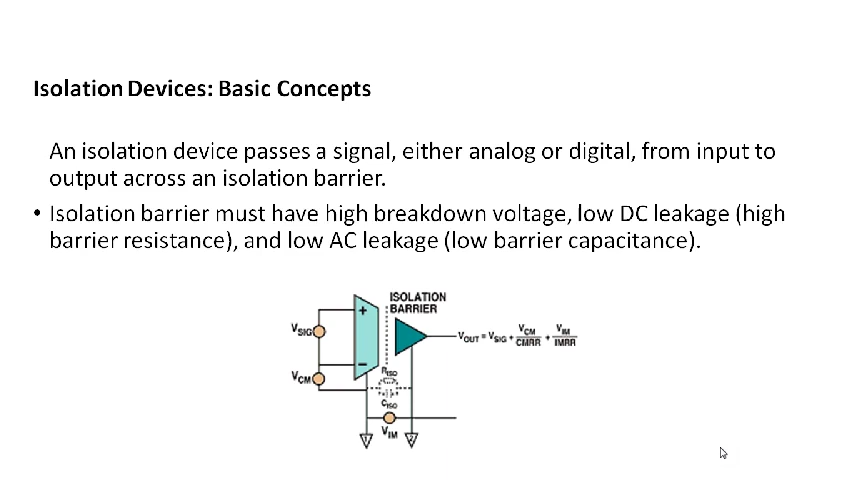 Isolation Devices: Basic Concepts
An isolation device passes a signal, either analog or digital, from input to
output across an isolation barrier.
• Isolation barrier must have high breakdown voltage, low DC leakage (high
barrier resistance), and low AC leakage (low barrier capacitance).
ISOLATION
BARRIER
+
VSIG
VOUT = VSIG + VCM/CMRR + VIM/IMRR
−
RISO
VCM
CISO
VIM
1
2